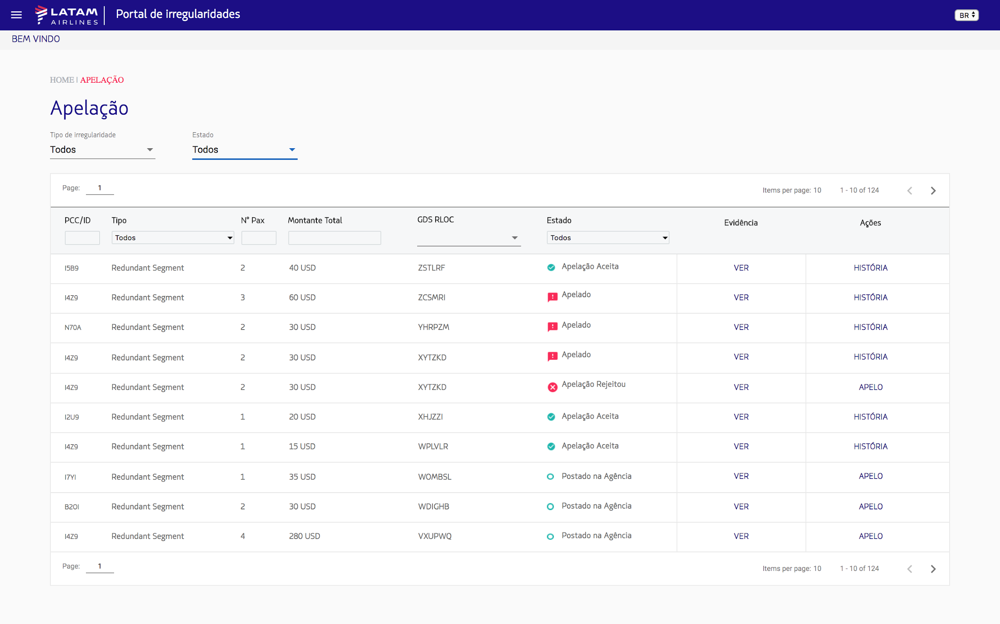 LATAM AIRLINES Portal de irregularidades BR
BEM VINDO
HOME | APELAÇÃO
Apelação
Tipo de irregularidade Estado
Todos Todos
Page: 1 Items per page: 10 1 - 10 of 124
PCC/ID Tipo N° Pax Montante Total GDS RLOC Estado Evidência Ações
Todos Todos
I5B9 Redundant Segment 2 40 USD ZSTLRF Apelação Aceita VER HISTÓRIA
I4Z9 Redundant Segment 3 60 USD ZCSMRI Apelado VER HISTÓRIA
N70A Redundant Segment 2 30 USD YHRPZM Apelado VER HISTÓRIA
I4Z9 Redundant Segment 2 30 USD XYTZKD Apelado VER HISTÓRIA
I4Z9 Redundant Segment 2 30 USD XYTZKD Apelação Rejeitou VER APELO
I2U9 Redundant Segment 1 20 USD XHJZZI Apelação Aceita VER HISTÓRIA
I4Z9 Redundant Segment 1 15 USD WPLVLR Apelação Aceita VER HISTÓRIA
I7YI Redundant Segment 1 35 USD WOMBSL Postado na Agência VER APELO
B2OI Redundant Segment 2 30 USD WDIGHB Postado na Agência VER APELO
I4Z9 Redundant Segment 4 280 USD VXUPWQ Postado na Agência VER APELO
Page: 1 Items per page: 10 1 - 10 of 124